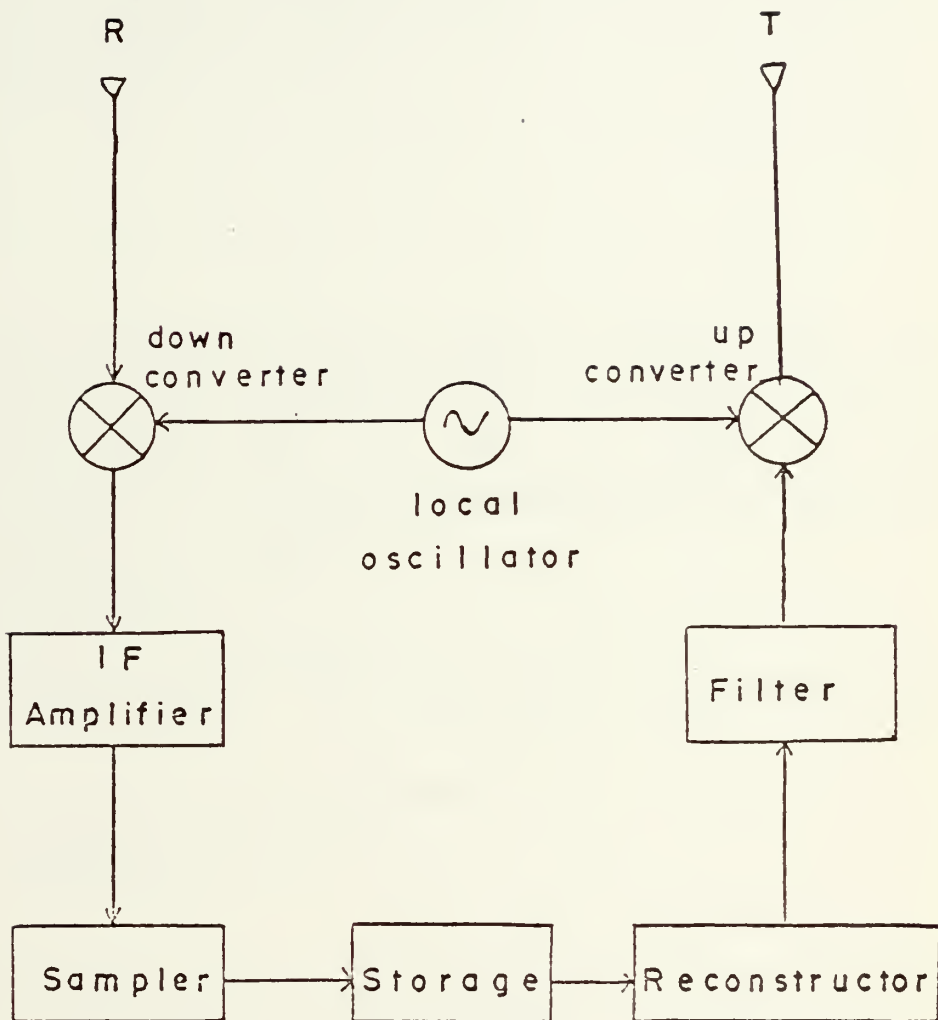 R
T
down
converter
up
converter
local
oscillator
IF
Amplifier
Filter
Sampler
Storage
Reconstructor